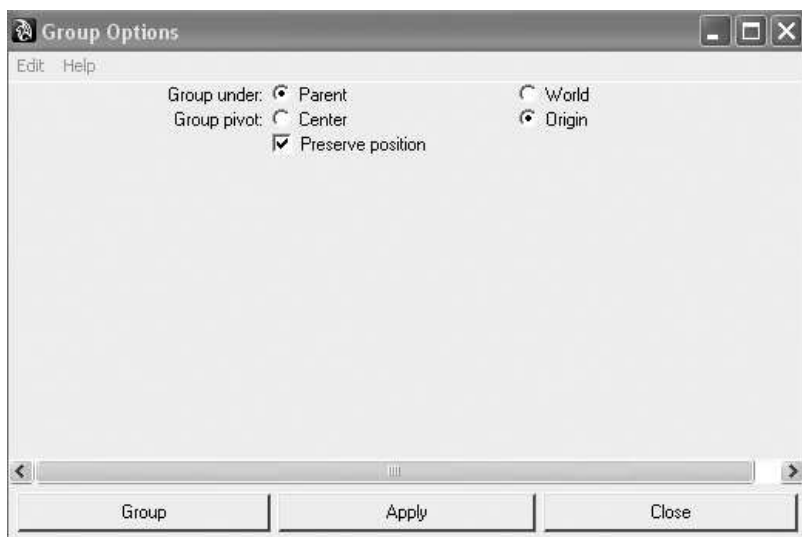 Group Options
Edit Help
Group under: Parent World
Group pivot: Center Origin
Preserve position
Group Apply Close